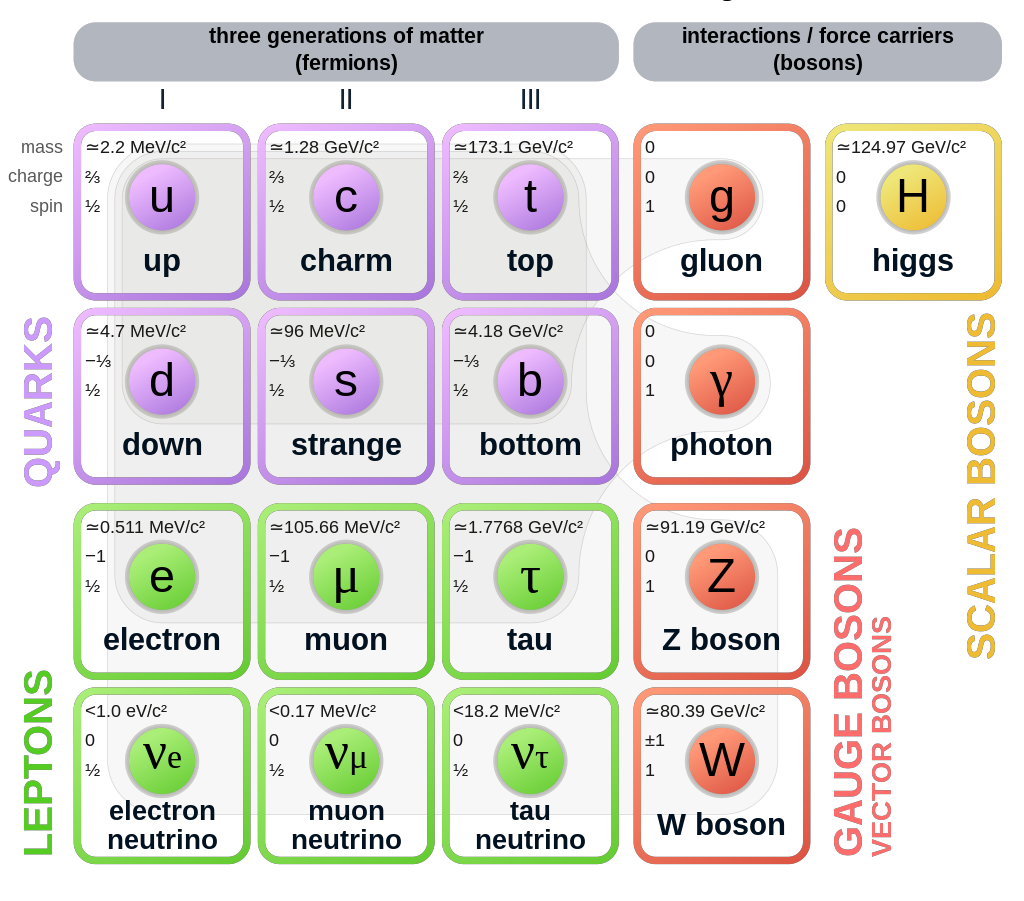 three generations of matter
(fermions)
interactions / force carriers
(bosons)
I
II
III
mass
charge
spin
≃2.2 MeV/c²
⅔
½
u
up
≃1.28 GeV/c²
⅔
½
c
charm
≃173.1 GeV/c²
⅔
½
t
top
0
0
1
g
gluon
≃124.97 GeV/c²
0
0
H
higgs
QUARKS
≃4.7 MeV/c²
−⅓
½
d
down
≃96 MeV/c²
−⅓
½
s
strange
≃4.18 GeV/c²
−⅓
½
b
bottom
0
0
1
γ
photon
SCALAR BOSONS
LEPTONS
≃0.511 MeV/c²
−1
½
e
electron
≃105.66 MeV/c²
−1
½
μ
muon
≃1.7768 GeV/c²
−1
½
τ
tau
≃91.19 GeV/c²
0
1
Z
Z boson
GAUGE BOSONS
VECTOR BOSONS
<1.0 eV/c²
0
½
νe
electron
neutrino
<0.17 MeV/c²
0
½
νμ
muon
neutrino
<18.2 MeV/c²
0
½
ντ
tau
neutrino
≃80.39 GeV/c²
±1
1
W
W boson